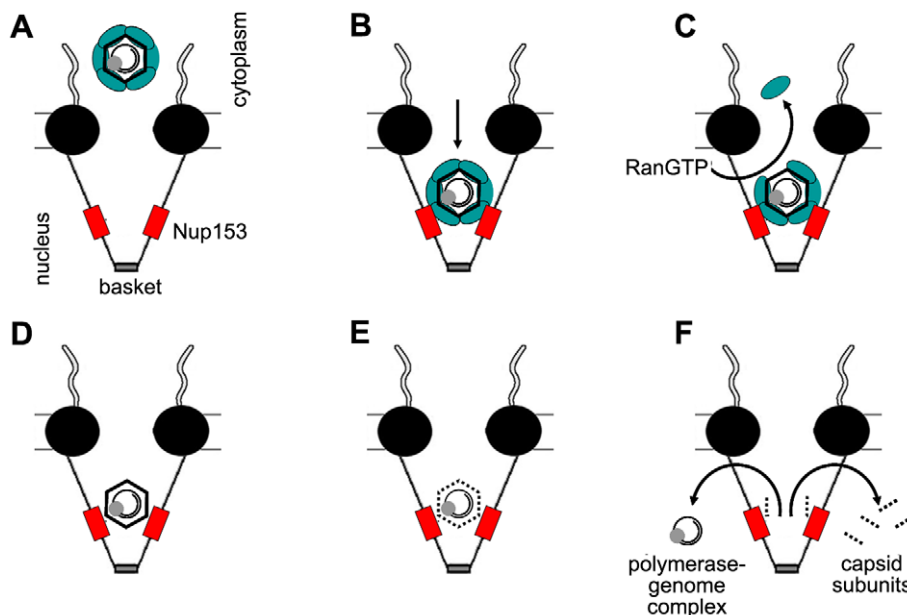 A
cytoplasm
nucleus
Nup153
basket
B
C
RanGTP
D
E
F
polymerase-
genome
complex
capsid
subunits